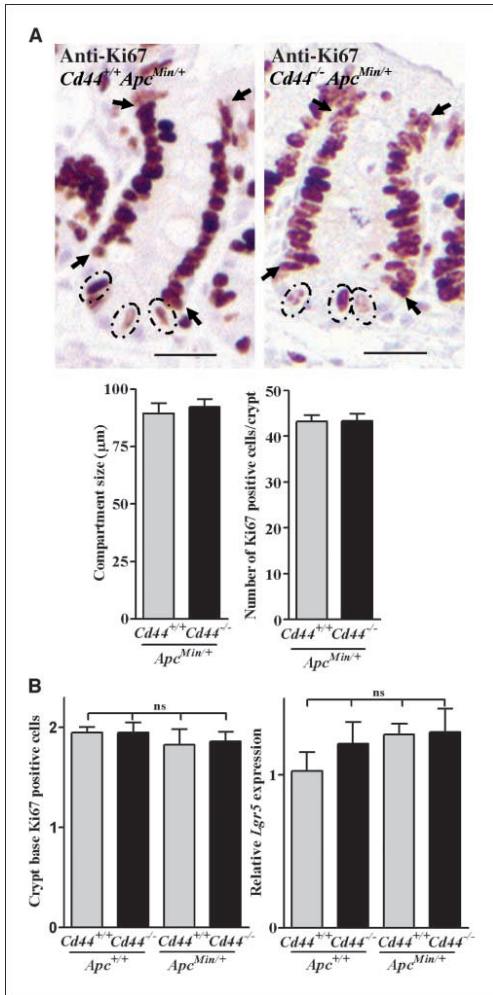 A
Anti-Ki67
Cd44+/+ApcMin/+
Anti-Ki67
Cd44-/-ApcMin/+
Compartment size (μm)
100
75
50
25
0
Cd44+/+ Cd44-/-
ApcMin/+
Number of Ki67 positive cells/crypt
50
40
30
20
10
0
Cd44+/+ Cd44-/-
ApcMin/+
B
Crypt base Ki67 positive cells
2
1
0
ns
Cd44+/+ Cd44-/- Cd44+/+ Cd44-/-
Apc+/+ ApcMin/+
Relative Lgr5 expression
1
0
ns
Cd44+/+ Cd44-/- Cd44+/+ Cd44-/-
Apc+/+ ApcMin/+